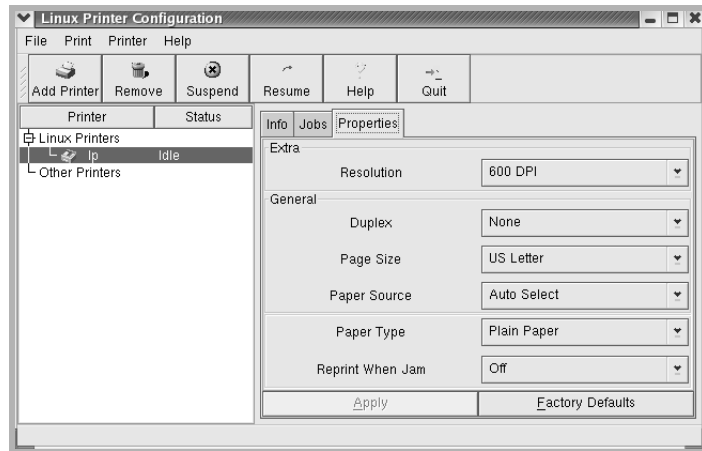 Linux Printer Configuration
File Print Printer Help
Add Printer Remove Suspend Resume Help Quit
Printer Status
Linux Printers
lp Idle
Other Printers
Info Jobs Properties
Extra
Resolution 600 DPI
General
Duplex None
Page Size US Letter
Paper Source Auto Select
Paper Type Plain Paper
Reprint When Jam Off
Apply Factory Defaults